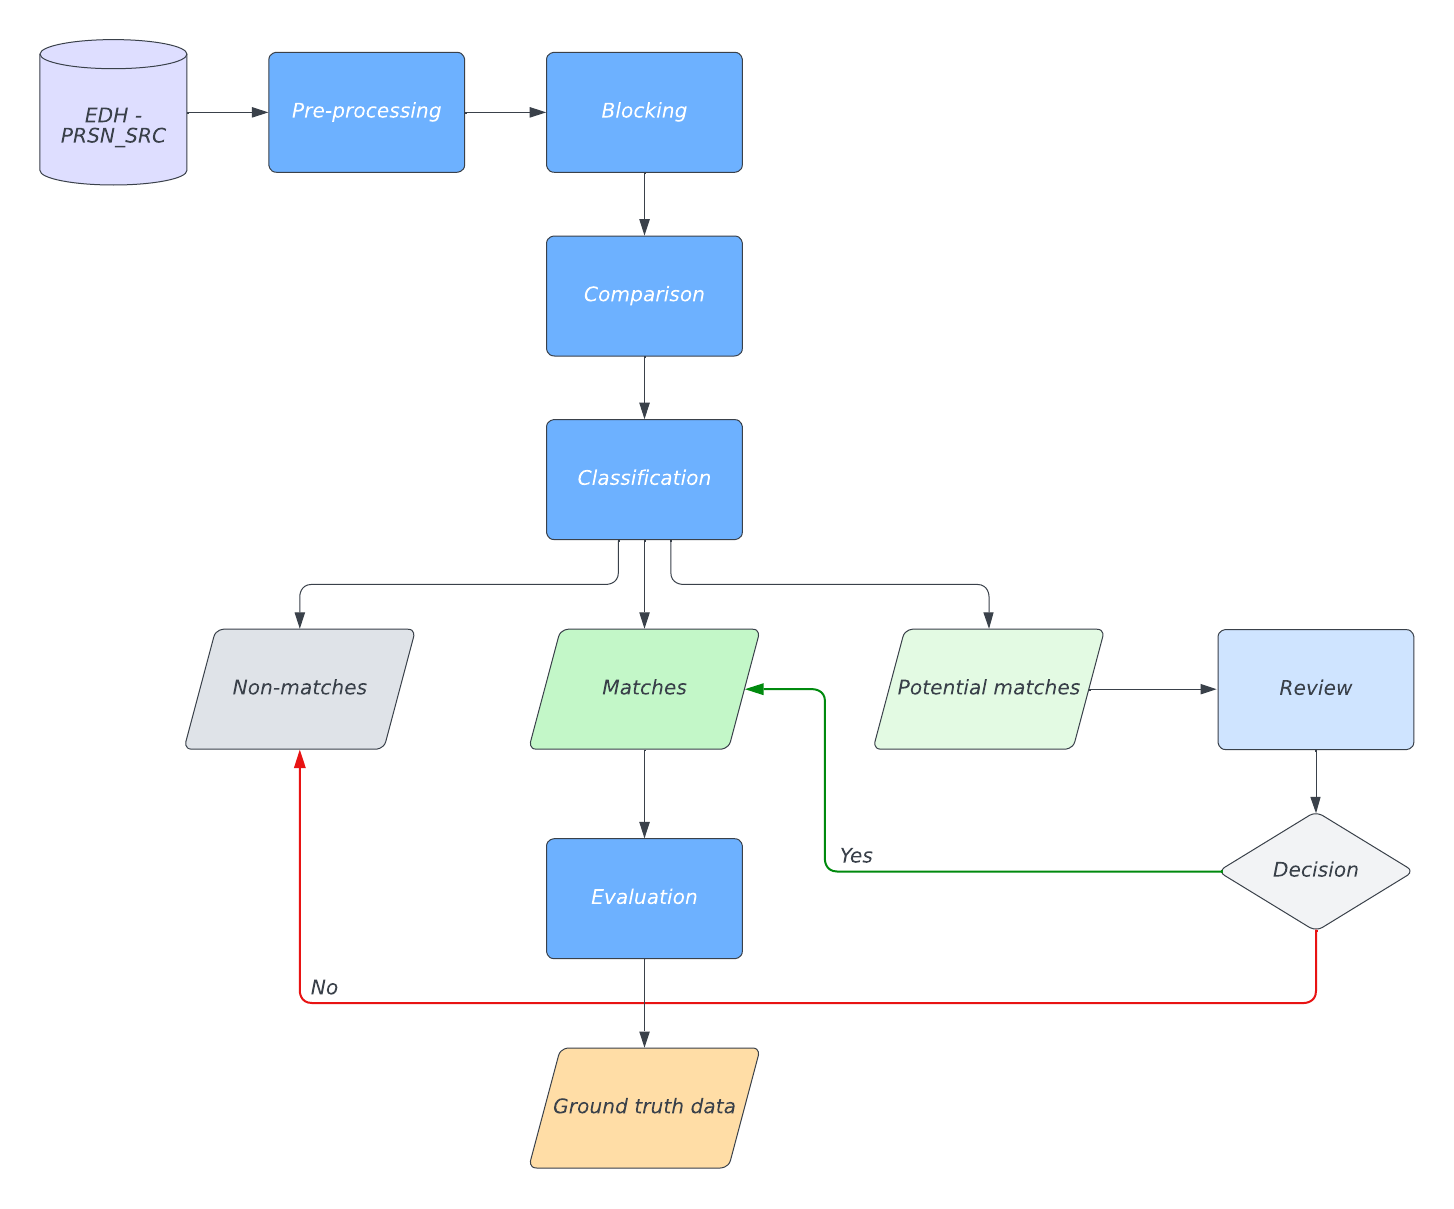 EDH -
PRSN_SRC
Pre-processing
Blocking
Comparison
Classification
Non-matches
Matches
Potential matches
Review
Yes
Decision
Evaluation
No
Ground truth data